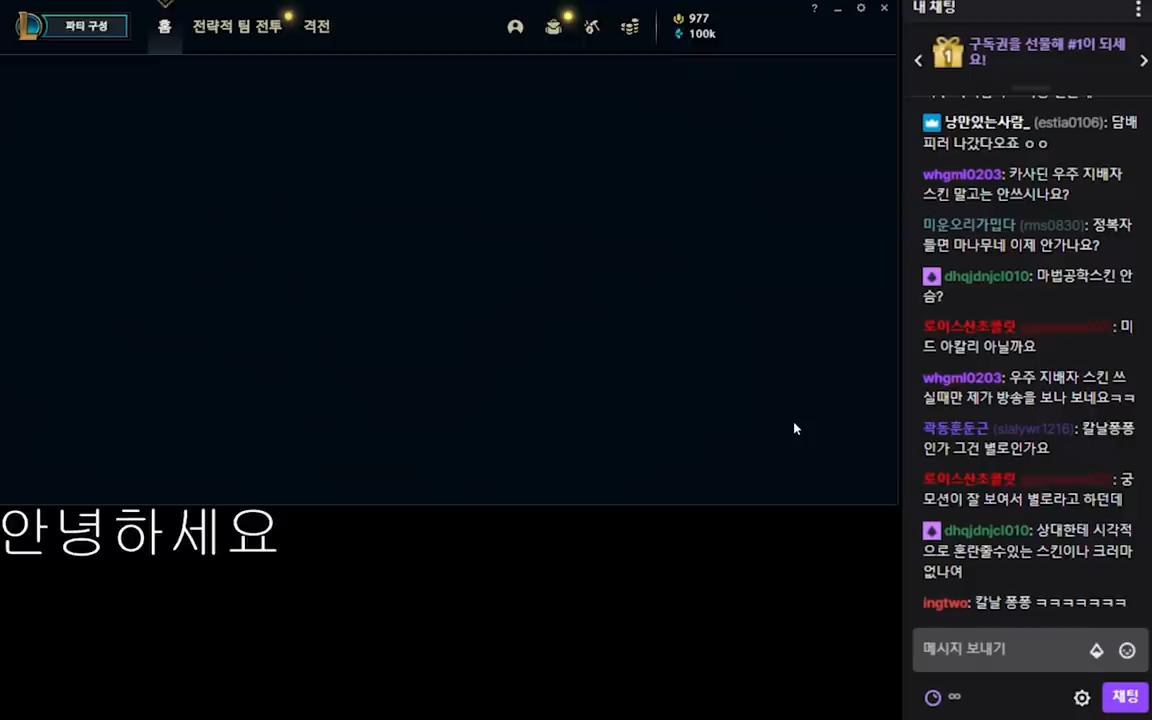 파티 구성
홈
전략적 팀 전투
격전
977
100k
?
내 채팅
구독권을 선물해 #1이 되세
요!
1
낭만있는사람_ (estia0106): 담배
피러 나갔다오죠 ㅇㅇ
whgml0203: 카사딘 우주 지배자
스킨 말고는 안쓰시나요?
미운오리가밉다 (rms0830): 정복자
들면 마나무네 이제 안가나요?
dhqjdnjcl010: 마법공학스킨 안
슴?
로이스산초콜릿 : 미
드 아칼리 아닐까요
whgml0203: 우주 지배자 스킨 쓰
실때만 제가 방송을 보나 보네요ㅋㅋ
곽동훈둔근 (slalywr1216): 칼날퐁퐁
인가 그건 별로인가요
로이스산초콜릿 : 궁
모션이 잘 보여서 별로라고 하던데
dhqjdnjcl010: 상대한테 시각적
으로 혼란줄수있는 스킨이나 크러마
없나여
ingtwo: 칼날 퐁퐁 ㅋㅋㅋㅋㅋㅋㅋ
안녕하세요
메시지 보내기
채팅